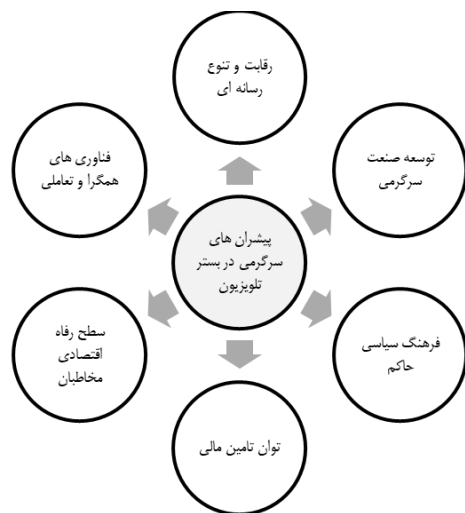 رقابت و تنوع
رسانه ای
توسعه صنعت
سرگرمی
فناوری های
همگرا و تعاملی
پیشران های
سرگرمی در بستر
تلویزیون
فرهنگ سیاسی
حاکم
سطح رفاه
اقتصادی
مخاطبان
توان تامین مالی